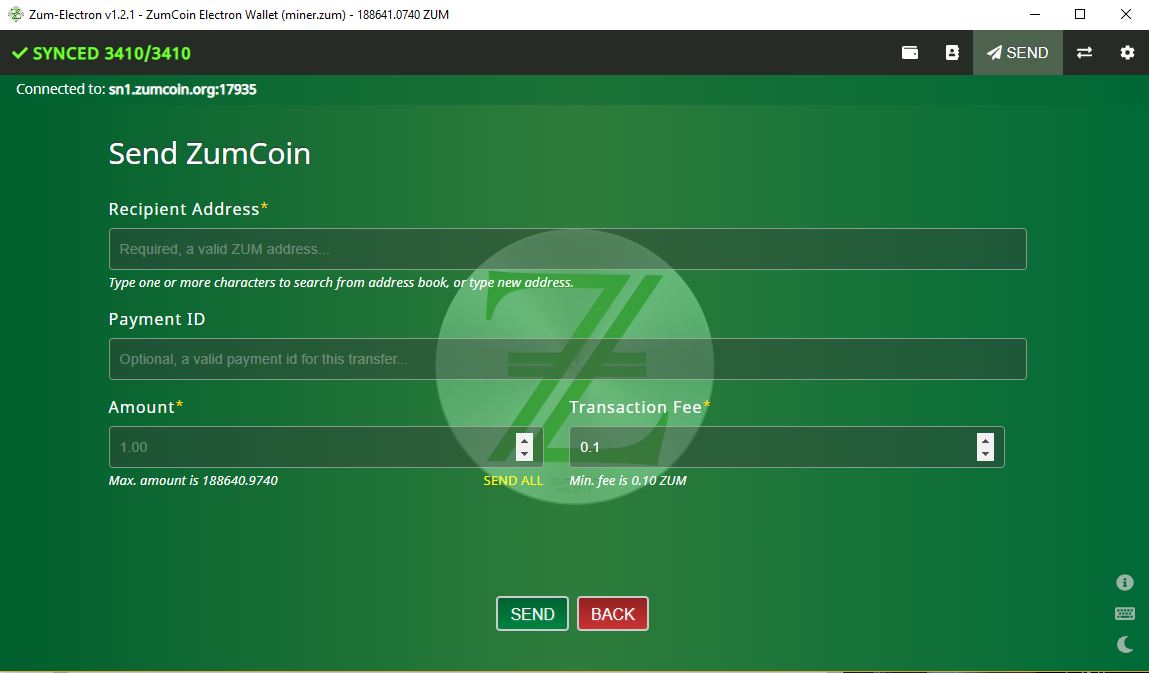 Zum-Electron v1.2.1 - ZumCoin Electron Wallet (miner.zum) - 188641.0740 ZUM
SYNCED 3410/3410
SEND
Connected to: sn1.zumcoin.org:17935
Send ZumCoin
Recipient Address*
Required, a valid ZUM address...
Type one or more characters to search from address book, or type new address.
Payment ID
Optional, a valid payment id for this transfer...
Amount* Transaction Fee*
1.00 0.1
Max. amount is 188640.9740 SEND ALL Min. fee is 0.10 ZUM
SEND BACK